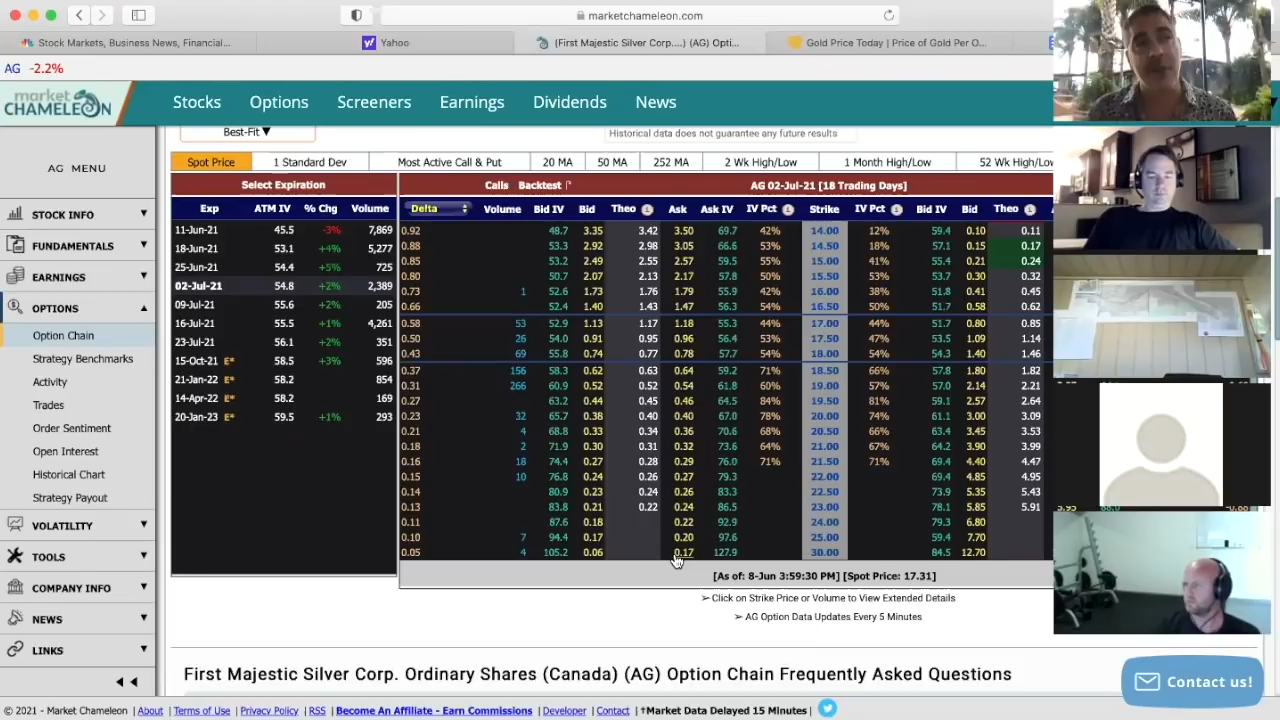 marketchameleon.com
Stock Markets, Business News, Financial...
Yahoo
(First Majestic Silver Corp....) (AG) Opti...
Gold Price Today | Price of Gold Per O...
AG -2.2%
market CHAMELEON
Stocks Options Screeners Earnings Dividends News
Best-Fit▼
Historical data does not guarantee any future results
AG MENU
STOCK INFO
FUNDAMENTALS
EARNINGS
OPTIONS
Option Chain
Strategy Benchmarks
Activity
Trades
Order Sentiment
Open Interest
Historical Chart
Strategy Payout
VOLATILITY
TOOLS
COMPANY INFO
NEWS
LINKS
Spot Price 1 Standard Dev Most Active Call & Put 20 MA 50 MA 252 MA 2 Wk High/Low 1 Month High/Low 52 Wk High/Low
Select Expiration
Exp ATM IV % Chg Volume
11-Jun-21 45.5 -3% 7,869
18-Jun-21 53.1 +4% 5,277
25-Jun-21 54.4 +5% 725
02-Jul-21 54.8 +2% 2,389
09-Jul-21 55.6 +2% 205
16-Jul-21 55.5 +1% 4,261
23-Jul-21 56.1 +2% 351
15-Oct-21 E* 58.5 +3% 596
21-Jan-22 E* 58.2 854
14-Apr-22 E* 58.2 169
20-Jan-23 E* 59.5 +1% 293
Calls Backtest AG 02-Jul-21 [18 Trading Days]
Delta Volume Bid IV Bid Theo Ask Ask IV IV Pct Strike IV Pct Bid IV Bid Theo
0.92 48.7 3.35 3.42 3.50 69.7 42% 14.00 12% 59.4 0.10 0.11
0.88 53.3 2.92 2.98 3.05 66.6 53% 14.50 18% 57.1 0.15 0.17
0.85 53.2 2.49 2.55 2.57 59.5 55% 15.00 41% 55.4 0.21 0.24
0.80 50.7 2.07 2.13 2.17 57.8 50% 15.50 53% 53.7 0.30 0.32
0.73 1 52.6 1.73 1.76 1.79 55.9 42% 16.00 38% 51.8 0.41 0.45
0.66 52.4 1.40 1.43 1.47 56.3 54% 16.50 50% 51.7 0.58 0.62
0.58 53 52.9 1.13 1.17 1.18 55.3 44% 17.00 44% 51.7 0.80 0.85
0.50 26 54.0 0.91 0.95 0.96 56.4 53% 17.50 47% 53.5 1.09 1.14
0.43 69 55.8 0.74 0.77 0.78 57.7 54% 18.00 54% 54.3 1.40 1.46
0.37 156 58.3 0.62 0.63 0.64 59.2 71% 18.50 66% 57.8 1.80 1.82
0.31 266 60.9 0.52 0.52 0.54 61.8 60% 19.00 57% 57.0 2.14 2.21
0.27 63.2 0.44 0.45 0.46 64.5 84% 19.50 81% 59.1 2.57 2.64
0.23 32 65.7 0.38 0.40 0.40 67.0 78% 20.00 74% 61.1 3.00 3.09
0.21 4 68.8 0.33 0.34 0.36 70.6 68% 20.50 66% 63.4 3.45 3.53
0.18 2 71.9 0.30 0.31 0.32 73.6 64% 21.00 67% 64.2 3.90 3.99
0.16 18 74.4 0.27 0.28 0.29 76.0 71% 21.50 71% 69.4 4.40 4.47
0.15 10 76.8 0.24 0.26 0.27 79.3 22.00 69.4 4.85 4.95
0.14 80.9 0.23 0.24 0.26 83.3 22.50 73.9 5.35 5.43
0.13 83.8 0.21 0.22 0.24 86.5 23.00 78.1 5.85 5.91
0.11 87.6 0.18 0.22 92.9 24.00 79.3 6.80
0.10 7 94.4 0.17 0.20 97.6 25.00 59.4 7.70
0.05 4 105.2 0.06 0.17 127.9 30.00 84.5 12.70
[As of: 8-Jun 3:59:30 PM] [Spot Price: 17.31]
➢ Click on Strike Price or Volume to View Extended Details
➢ AG Option Data Updates Every 5 Minutes
First Majestic Silver Corp. Ordinary Shares (Canada) (AG) Option Chain Frequently Asked Questions
Contact us!
© 2021 - Market Chameleon | About | Terms of Use | Privacy Policy | RSS | Become An Affiliate - Earn Commissions | Developer | Contact | †Market Data Delayed 15 Minutes |